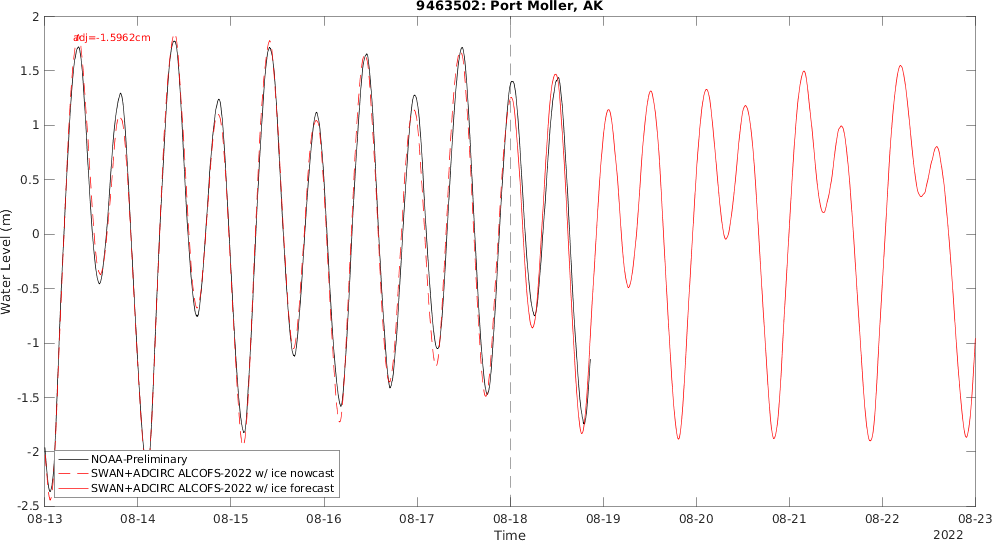 9463502: Port Moller, AK
adj=-1.5962cm
Water Level (m)
2
1.5
1
0.5
0
-0.5
-1
-1.5
-2
-2.5
NOAA-Preliminary
SWAN+ADCIRC ALCOFS-2022 w/ ice nowcast
SWAN+ADCIRC ALCOFS-2022 w/ ice forecast
08-13 08-14 08-15 08-16 08-17 08-18 08-19 08-20 08-21 08-22 08-23
Time
2022